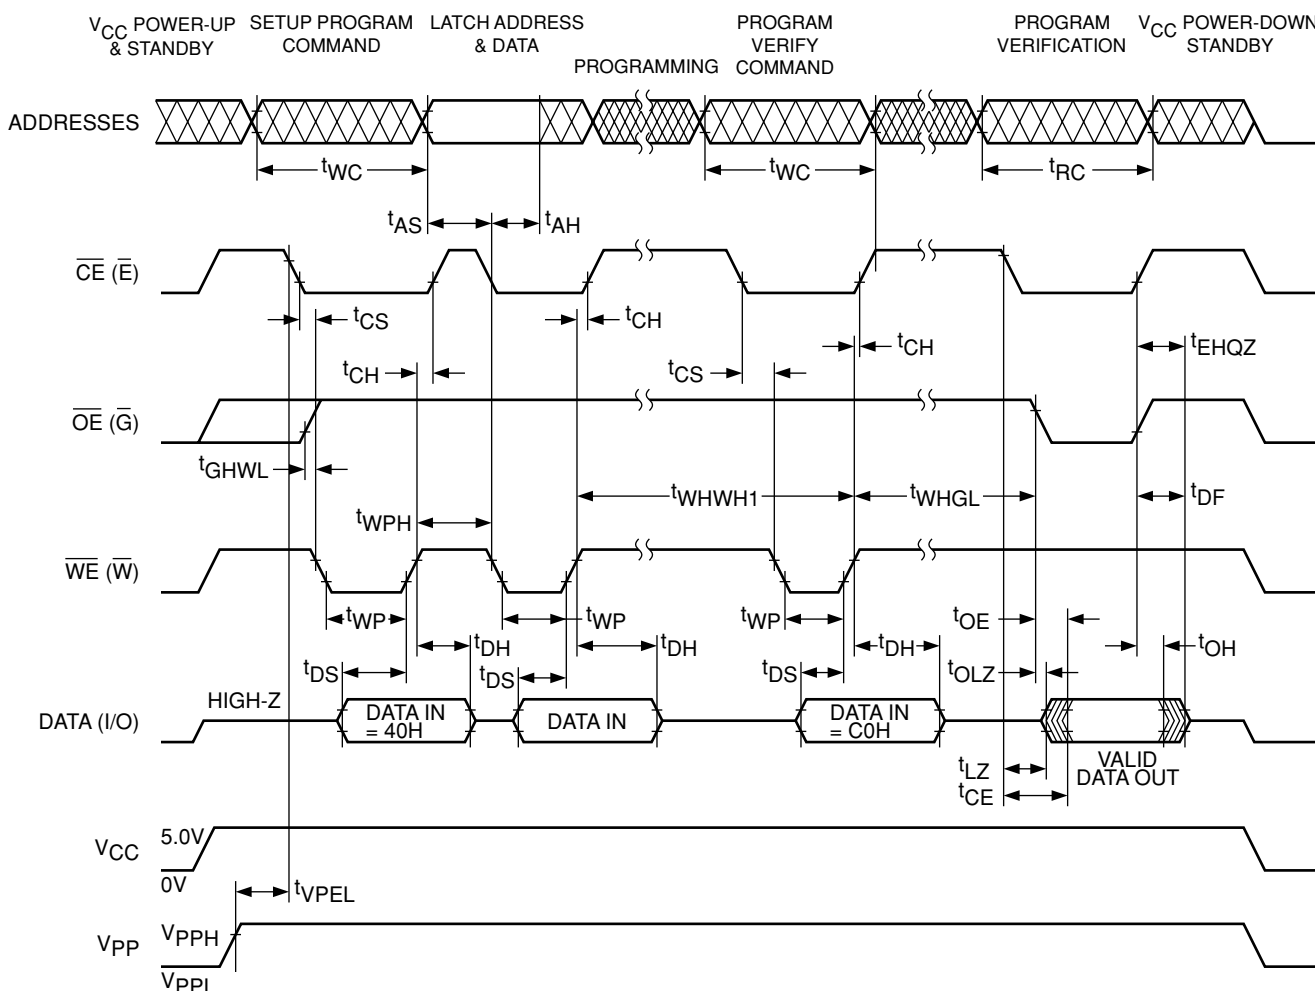 VCC POWER-UP & STANDBY
SETUP PROGRAM COMMAND
LATCH ADDRESS & DATA
PROGRAMMING
PROGRAM VERIFY COMMAND
PROGRAM VERIFICATION
VCC POWER-DOWN STANDBY
ADDRESSES
tWC
tWC
tRC
tAS
tAH
CE (E)
tCS
tCH
tCH
tEHQZ
tCH
tCS
OE (G)
tGHWL
tWHWH1
tWHGL
tDF
tWPH
WE (W)
tWP
tWP
tWP
tOE
tDH
tDH
tDH
tOH
tDS
tDS
tDS
tOLZ
HIGH-Z
DATA (I/O)
DATA IN
= 40H
DATA IN
DATA IN
= C0H
VALID
DATA OUT
tLZ
tCE
VCC
5.0V
0V
tVPEL
VPP
VPPH
VPPL